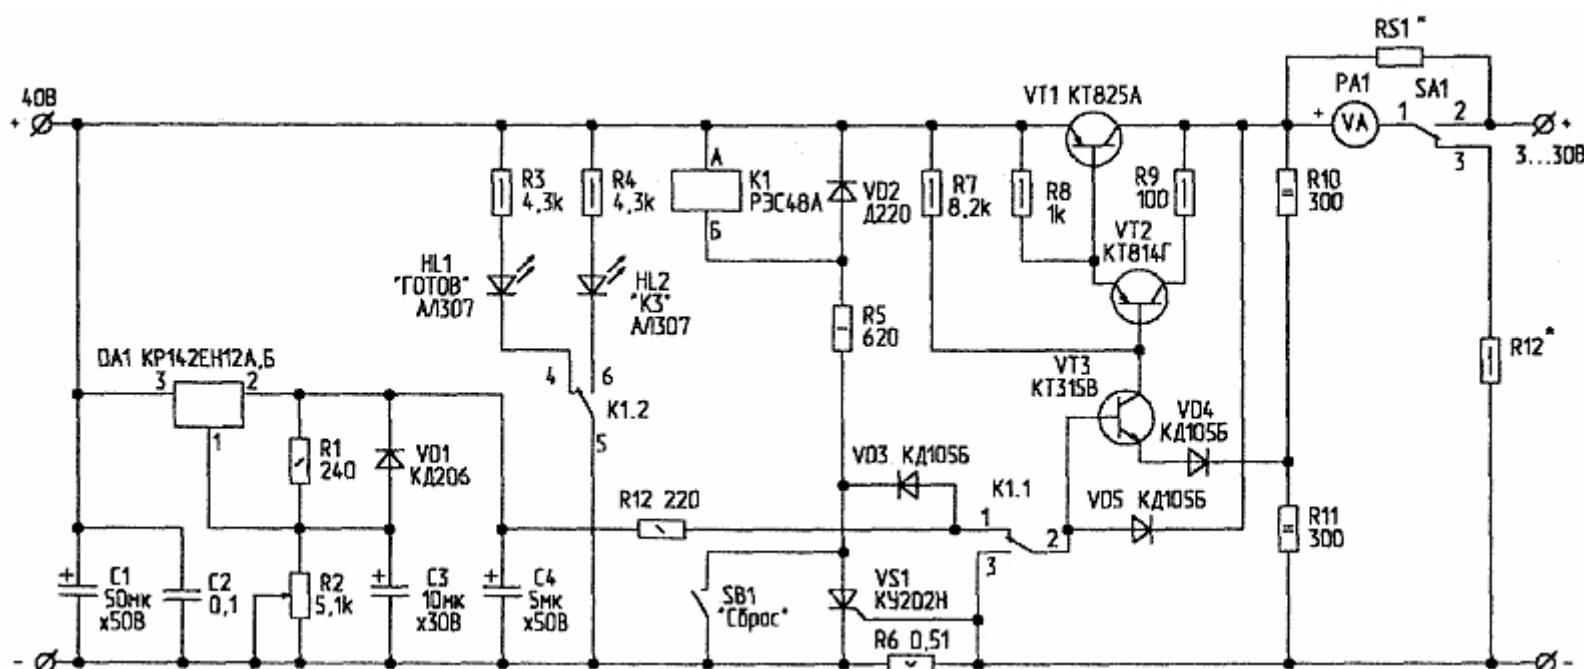 RS1*
PA1
SA1
40В
+
VT1 КТ825А
+
VA
1
2
3
+
3...30В
R3
4,3k
R4
4,3k
А
K1
РЭС48А
Б
VD2
Д220
R7
8,2k
R8
1k
R9
100
R10
300
VT2
КТ814Г
HL1
"ГОТОВ"
АЛ307
HL2
"КЗ"
АЛ307
R5
620
R12*
DA1 КР142ЕН12А,Б
3
2
1
4
6
K1.2
5
VT3
КТ315В
VD4
КД105Б
R1
240
VD1
КД206
VD3 КД105Б
R12 220
K1.1
1
2
3
VD5 КД105Б
R11
300
+
C1
50мк
х50В
C2
0,1
R2
5,1k
+
C3
10мк
х30В
+
C4
5мк
х50В
SB1
"Сброс"
VS1
КУ202Н
R6 0,51
-
-